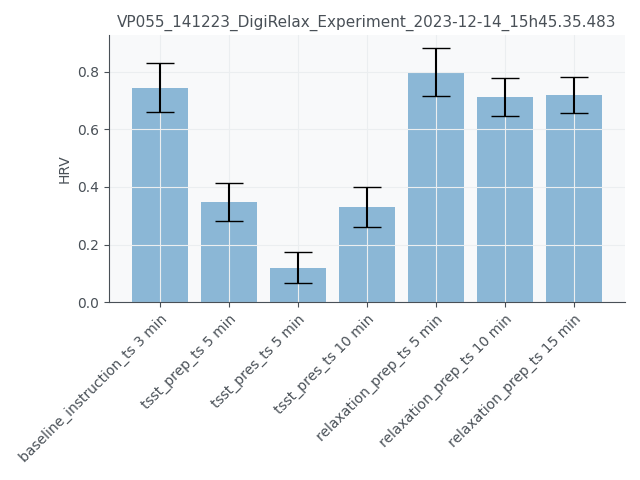 VP055_141223_DigiRelax_Experiment_2023-12-14_15h45.35.483
HRV
0.8
0.6
0.4
0.2
0.0
baseline_instruction_ts 3 min
tsst_prep_ts 5 min
tsst_pres_ts 5 min
tsst_pres_ts 10 min
relaxation_prep_ts 5 min
relaxation_prep_ts 10 min
relaxation_prep_ts 15 min